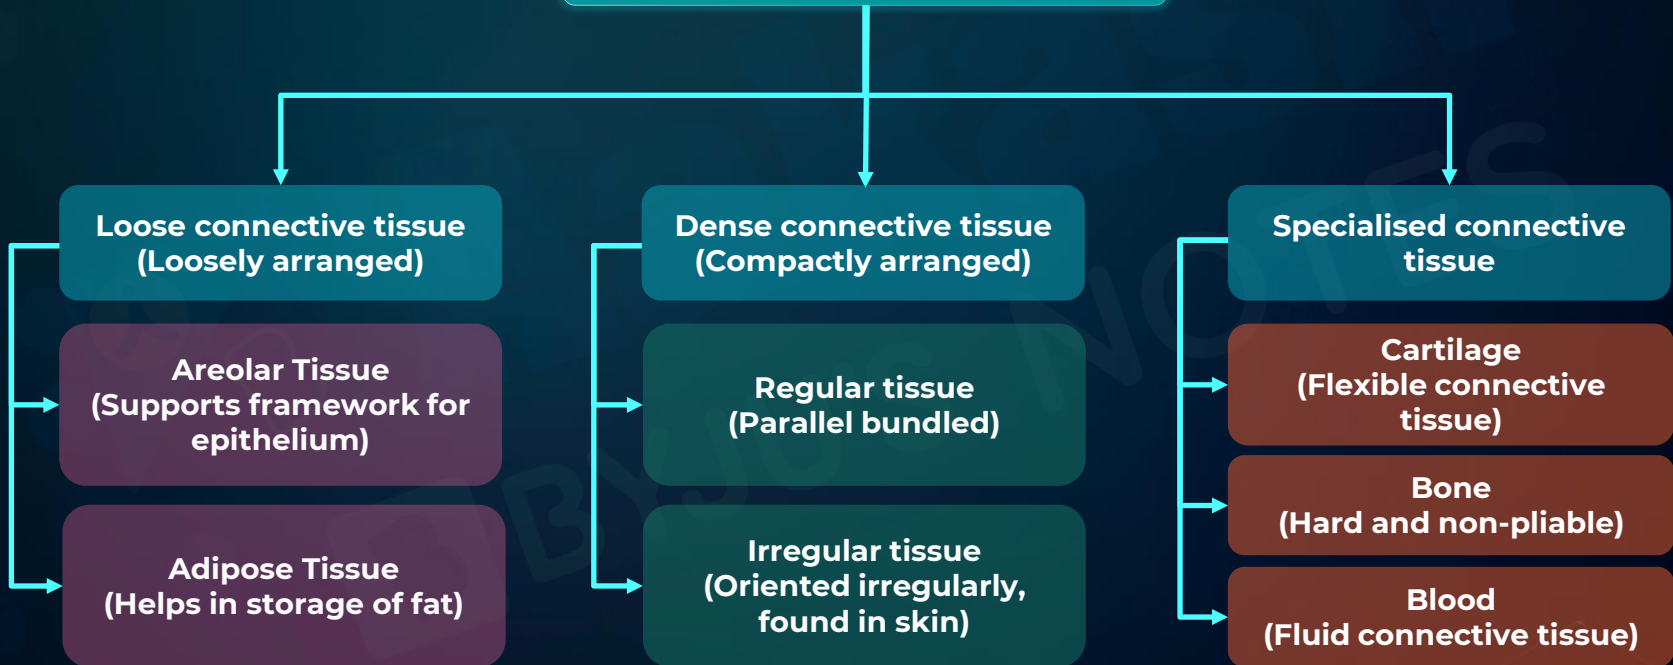 Loose connective tissue
(Loosely arranged)
Areolar Tissue
(Supports framework for
epithelium)
Adipose Tissue
(Helps in storage of fat)
Dense connective tissue
(Compactly arranged)
Regular tissue
(Parallel bundled)
Irregular tissue
(Oriented irregularly,
found in skin)
Specialised connective
tissue
Cartilage
(Flexible connective
tissue)
Bone
(Hard and non-pliable)
Blood
(Fluid connective tissue)
BYJU'S NOTES